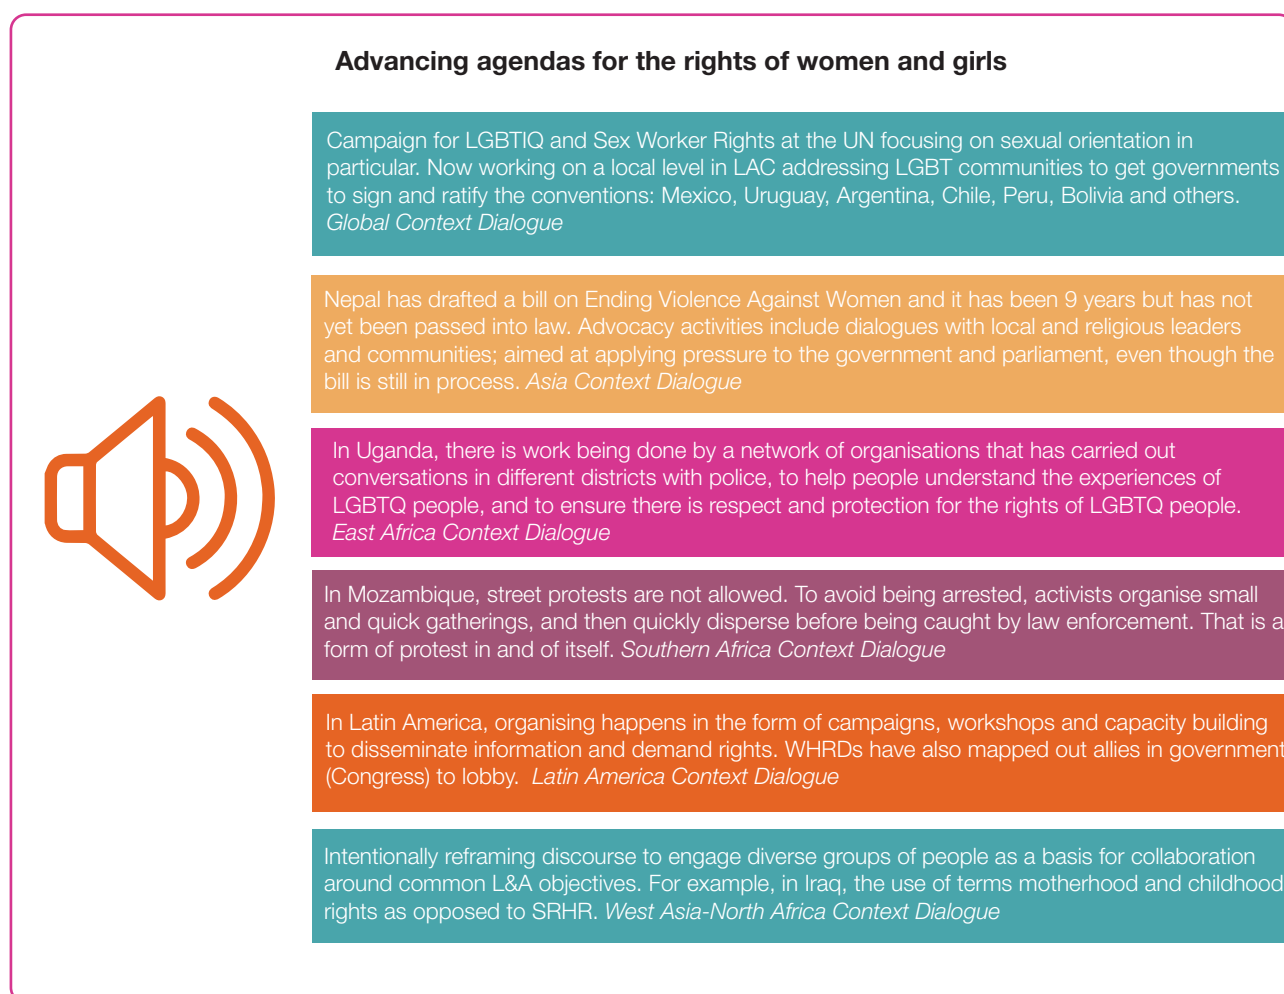 Advancing agendas for the rights of women and girls
Campaign for LGBTIQ and Sex Worker Rights at the UN focusing on sexual orientation in
particular. Now working on a local level in LAC addressing LGBT communities to get governments
to sign and ratify the conventions: Mexico, Uruguay, Argentina, Chile, Peru, Bolivia and others.
Global Context Dialogue
Nepal has drafted a bill on Ending Violence Against Women and it has been 9 years but has not
yet been passed into law. Advocacy activities include dialogues with local and religious leaders
and communities; aimed at applying pressure to the government and parliament, even though the
bill is still in process. Asia Context Dialogue
In Uganda, there is work being done by a network of organisations that has carried out
conversations in different districts with police, to help people understand the experiences of
LGBTQ people, and to ensure there is respect and protection for the rights of LGBTQ people.
East Africa Context Dialogue
In Mozambique, street protests are not allowed. To avoid being arrested, activists organise small
and quick gatherings, and then quickly disperse before being caught by law enforcement. That is a
form of protest in and of itself. Southern Africa Context Dialogue
In Latin America, organising happens in the form of campaigns, workshops and capacity building
to disseminate information and demand rights. WHRDs have also mapped out allies in government
(Congress) to lobby. Latin America Context Dialogue
Intentionally reframing discourse to engage diverse groups of people as a basis for collaboration
around common L&A objectives. For example, in Iraq, the use of terms motherhood and childhood
rights as opposed to SRHR. West Asia-North Africa Context Dialogue